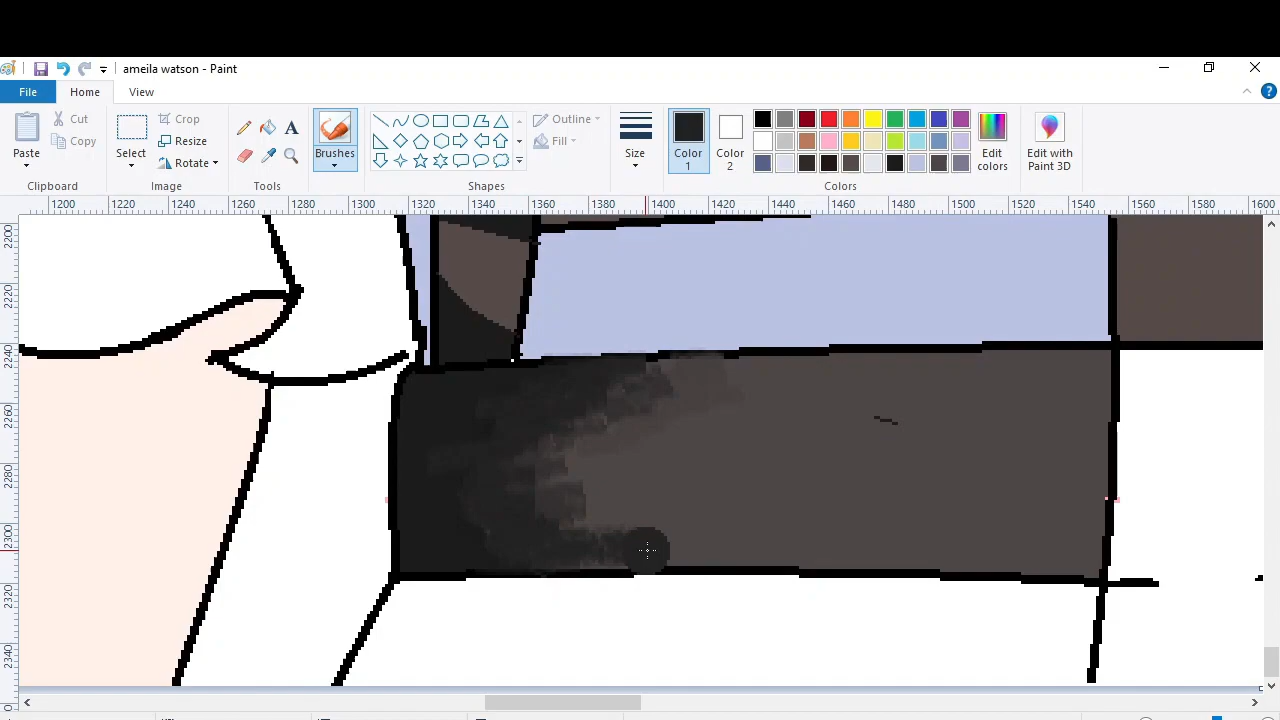 ameila watson - Paint
File Home View
Paste
Cut
Copy
Clipboard
Select
Crop
Resize
Rotate
Image
A
Tools
Brushes
Outline
Fill
Shapes
Size
Color 1
Color 2
Edit colors
Colors
Edit with Paint 3D
1200 1220 1240 1260 1280 1300 1320 1340 1360 1380 1400 1420 1440 1460 1480 1500 1520 1540 1560 1580 1600
2200
2220
2240
2260
2280
2300
2320
2340